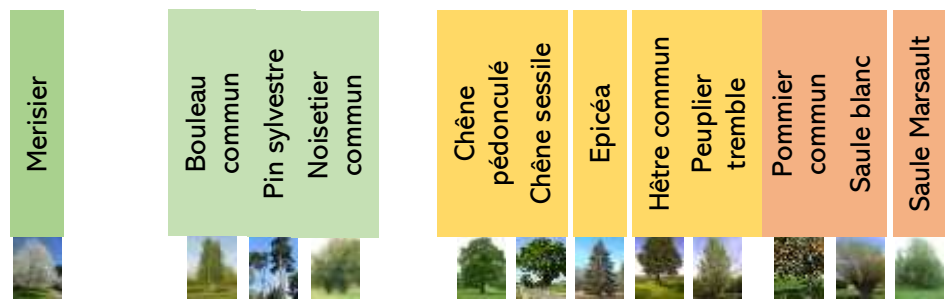 Merisier
Bouleau
commun
Pin sylvestre
Noisetier
commun
Chêne
pédonculé
Chêne sessile
Epicéa
Hêtre commun
Peuplier
tremble
Pommier
commun
Saule blanc
Saule Marsault